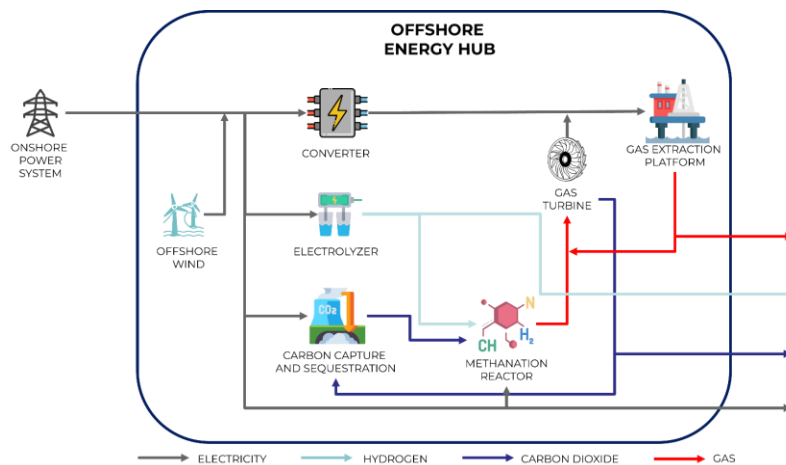 OFFSHORE
ENERGY HUB
ONSHORE
POWER
SYSTEM
CONVERTER
GAS EXTRACTION
PLATFORM
GAS
TURBINE
OFFSHORE
WIND
ELECTROLYZER
CO2
N
H2
CH
CARBON CAPTURE
AND SEQUESTRATION
METHANATION
REACTOR
ELECTRICITY
HYDROGEN
CARBON DIOXIDE
GAS